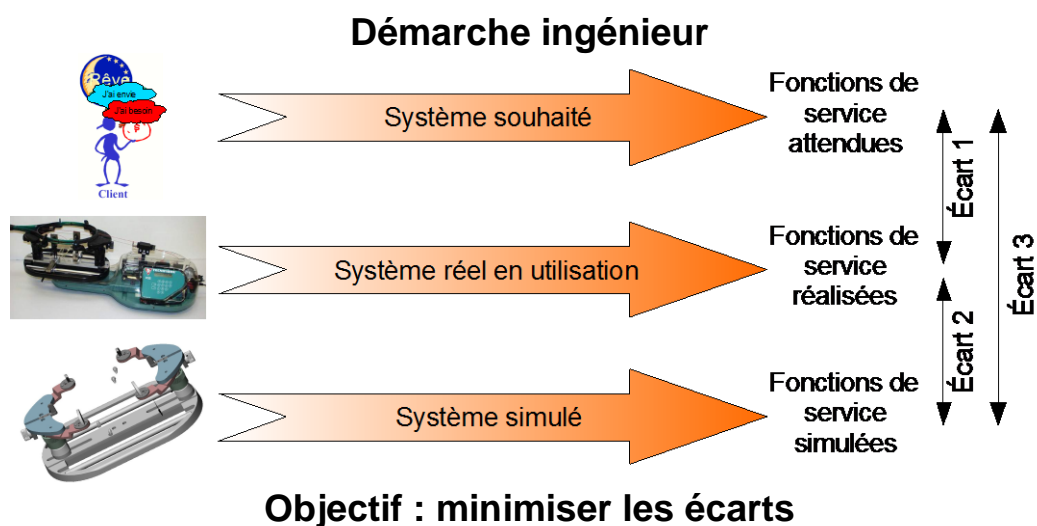 Démarche ingénieur
Rêve
J'ai envie
J'ai besoin
Client
Système souhaité
Fonctions de
service
attendues
Écart 1
Système réel en utilisation
Fonctions de
service
réalisées
Écart 3
Écart 2
Système simulé
Fonctions de
service
simulées
Objectif : minimiser les écarts